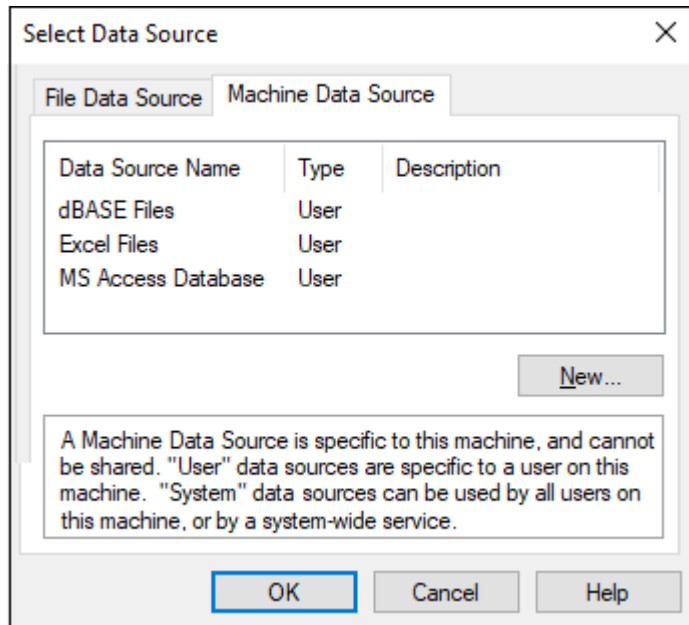 Select Data Source
File Data Source Machine Data Source
Data Source Name Type Description
dBASE Files User
Excel Files User
MS Access Database User
New...
A Machine Data Source is specific to this machine, and cannot
be shared. "User" data sources are specific to a user on this
machine. "System" data sources can be used by all users on
this machine, or by a system-wide service.
OK Cancel Help